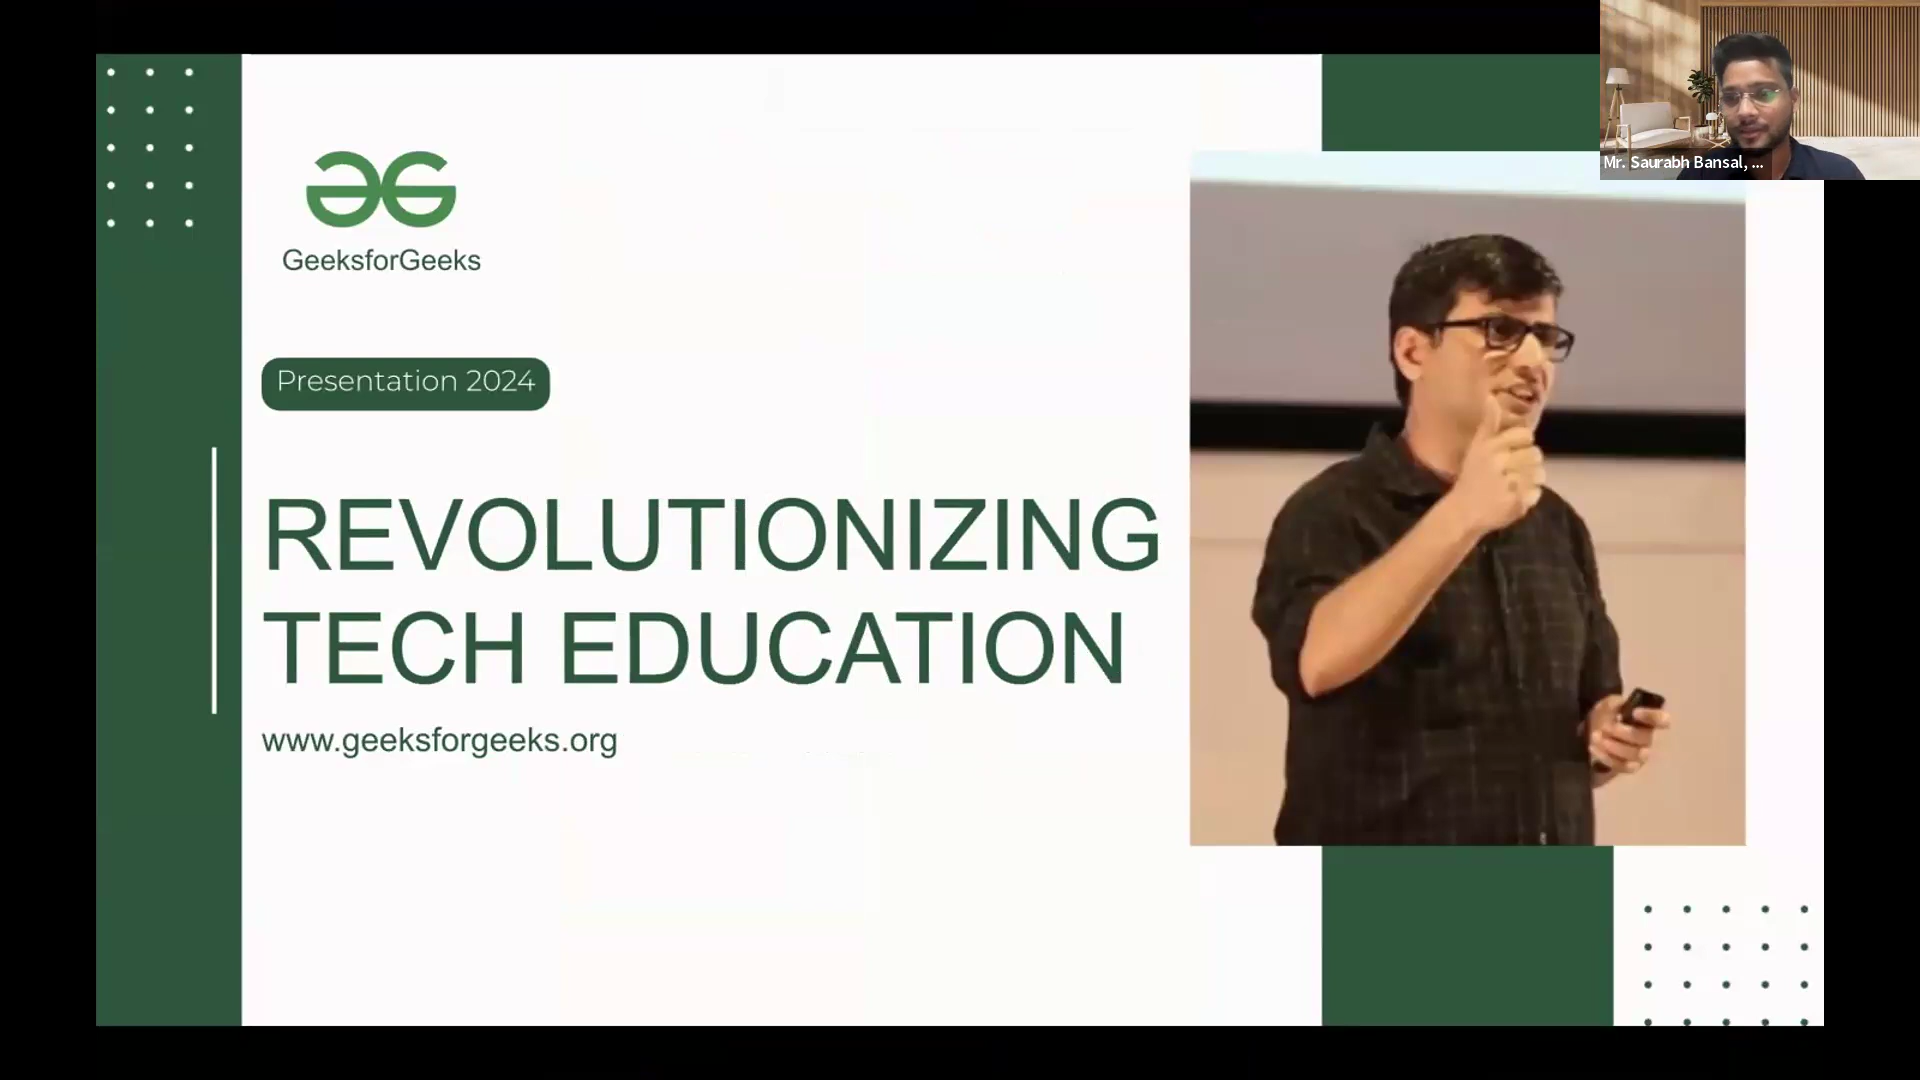 GeeksforGeeks
Presentation 2024
REVOLUTIONIZING
TECH EDUCATION
www.geeksforgeeks.org
Mr. Saurabh Bansal, ...